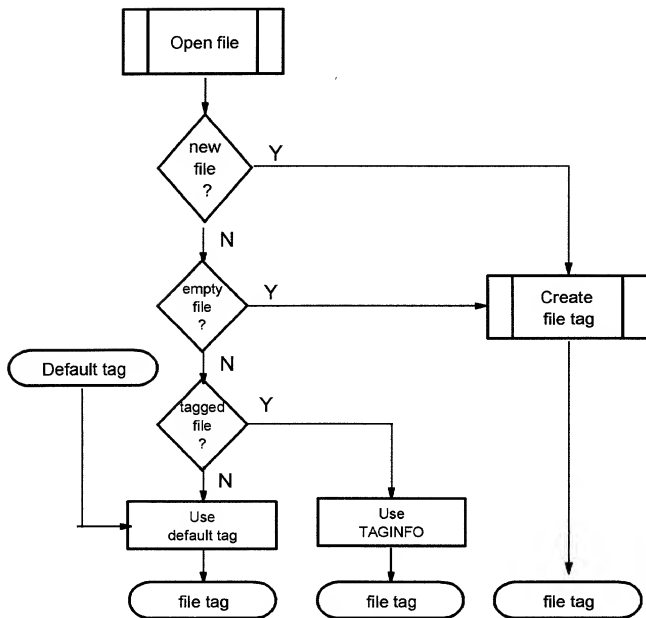 Open file
new
file
?
Y
N
empty
file
?
Y
Create
file tag
N
Default tag
tagged
file
?
Y
N
Use
default tag
Use
TAGINFO
file tag
file tag
file tag